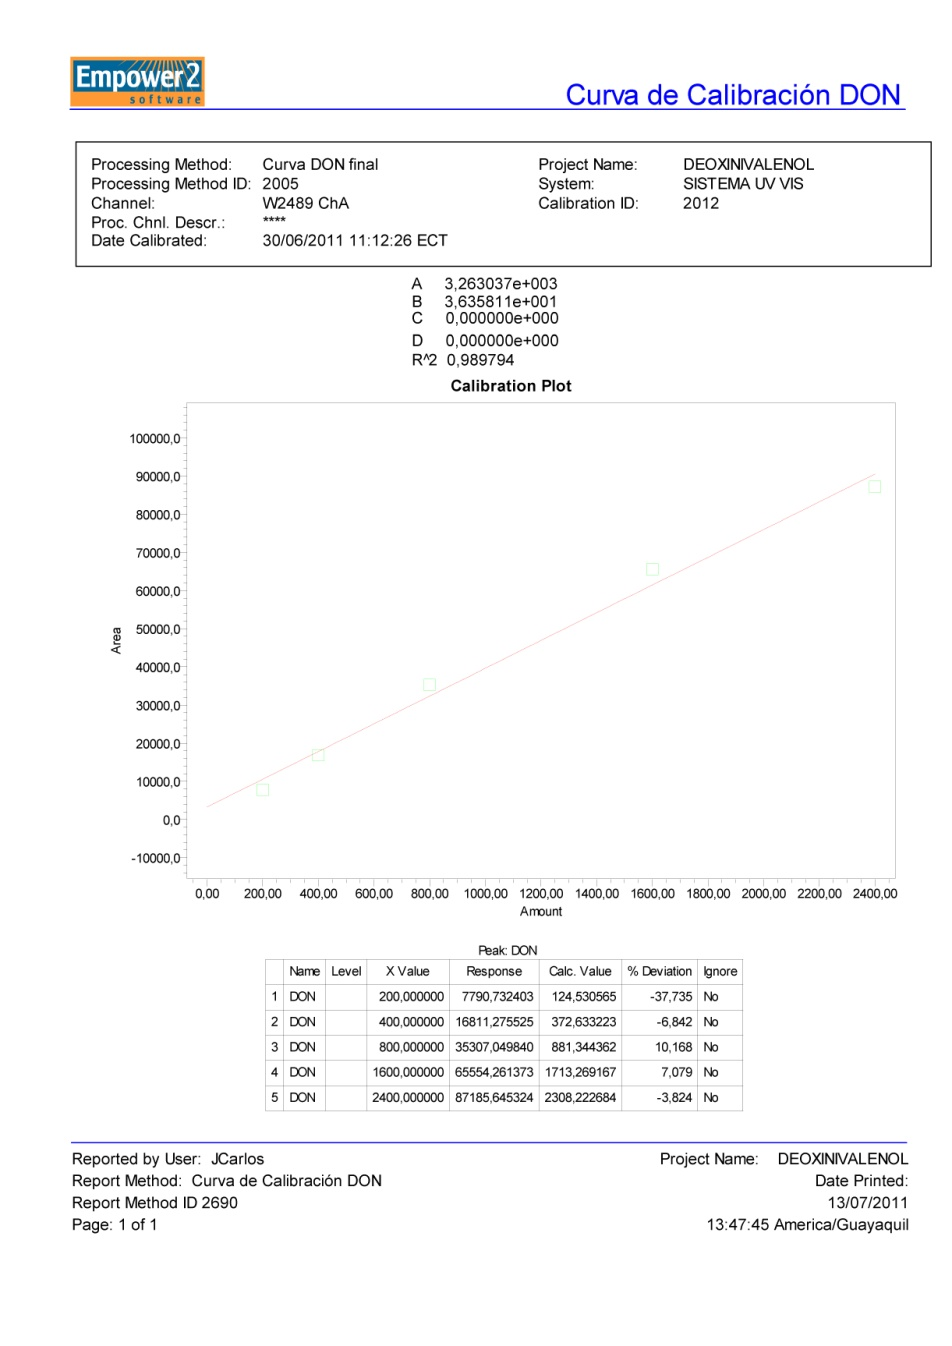 Empower2
software
Curva de Calibración DON
Processing Method: Curva DON final Project Name: DEOXINIVALENOL
Processing Method ID: 2005 System: SISTEMA UV VIS
Channel: W2489 ChA Calibration ID: 2012
Proc. Chnl. Descr.: ****
Date Calibrated: 30/06/2011 11:12:26 ECT
A 3,263037e+003
B 3,635811e+001
C 0,000000e+000
D 0,000000e+000
R^2 0,989794
Calibration Plot
100000,0
90000,0
80000,0
70000,0
60000,0
50000,0
40000,0
30000,0
20000,0
10000,0
0,0
-10000,0
Area
0,00 200,00 400,00 600,00 800,00 1000,00 1200,00 1400,00 1600,00 1800,00 2000,00 2200,00 2400,00
Amount
Peak: DON
Name Level X Value Response Calc. Value % Deviation Ignore
1 DON 200,000000 7790,732403 124,530565 -37,735 No
2 DON 400,000000 16811,275525 372,633223 -6,842 No
3 DON 800,000000 35307,049840 881,344362 10,168 No
4 DON 1600,000000 65554,261373 1713,269167 7,079 No
5 DON 2400,000000 87185,645324 2308,222684 -3,824 No
Reported by User: JCarlos Project Name: DEOXINIVALENOL
Report Method: Curva de Calibración DON Date Printed:
Report Method ID 2690 13/07/2011
Page: 1 of 1 13:47:45 America/Guayaquil